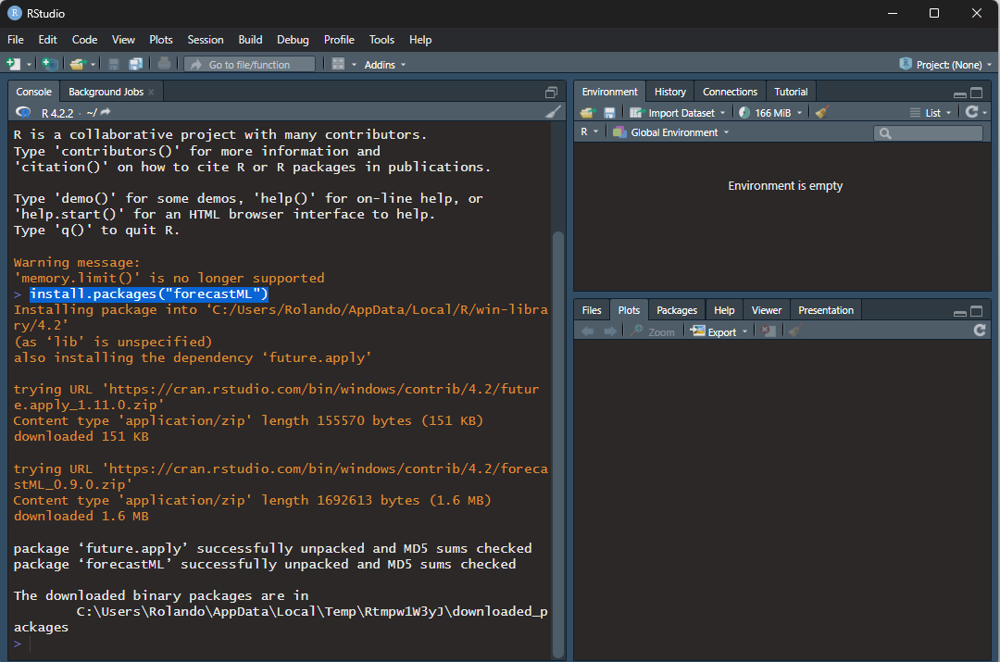 RStudio
File Edit Code View Plots Session Build Debug Profile Tools Help
Go to file/function Addins Project: (None)
Console Background Jobs
R 4.2.2 · ~/
R is a collaborative project with many contributors.
Type 'contributors()' for more information and
'citation()' on how to cite R or R packages in publications.
Type 'demo()' for some demos, 'help()' for on-line help, or
'help.start()' for an HTML browser interface to help.
Type 'q()' to quit R.
Warning message:
'memory.limit()' is no longer supported
> install.packages("forecastML")
Installing package into ‘C:/Users/Rolando/AppData/Local/R/win-libra
ry/4.2’
(as ‘lib’ is unspecified)
also installing the dependency ‘future.apply’
trying URL 'https://cran.rstudio.com/bin/windows/contrib/4.2/futur
e.apply_1.11.0.zip'
Content type 'application/zip' length 155570 bytes (151 KB)
downloaded 151 KB
trying URL 'https://cran.rstudio.com/bin/windows/contrib/4.2/foreca
stML_0.9.0.zip'
Content type 'application/zip' length 1692613 bytes (1.6 MB)
downloaded 1.6 MB
package ‘future.apply’ successfully unpacked and MD5 sums checked
package ‘forecastML’ successfully unpacked and MD5 sums checked
The downloaded binary packages are in
C:\Users\Rolando\AppData\Local\Temp\Rtmpw1W3yJ\downloaded_p
ackages
>
Environment History Connections Tutorial
Import Dataset 166 MiB List
R Global Environment
Environment is empty
Files Plots Packages Help Viewer Presentation
Zoom Export